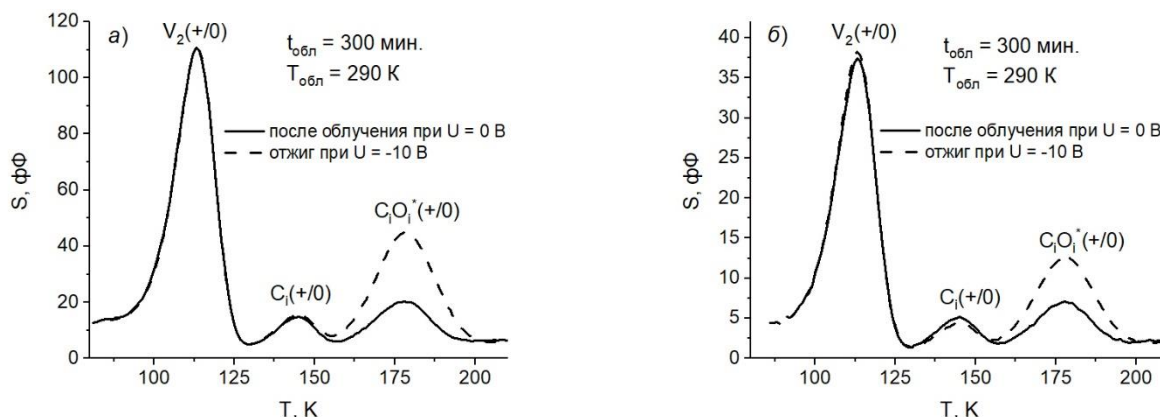 а)
V₂(+/0)
tобл = 300 мин.
Tобл = 290 К
после облучения при U = 0 В
отжиг при U = -10 В
CᵢOᵢ*(+/0)
Cᵢ(+/0)
S, фФ
120
100
80
60
40
20
0
100
125
150
175
200
T, K
б)
V₂(+/0)
tобл = 300 мин.
Tобл = 290 К
после облучения при U = 0 В
отжиг при U = -10 В
CᵢOᵢ*(+/0)
Cᵢ(+/0)
S, фФ
40
35
30
25
20
15
10
5
0
100
125
150
175
200
T, K